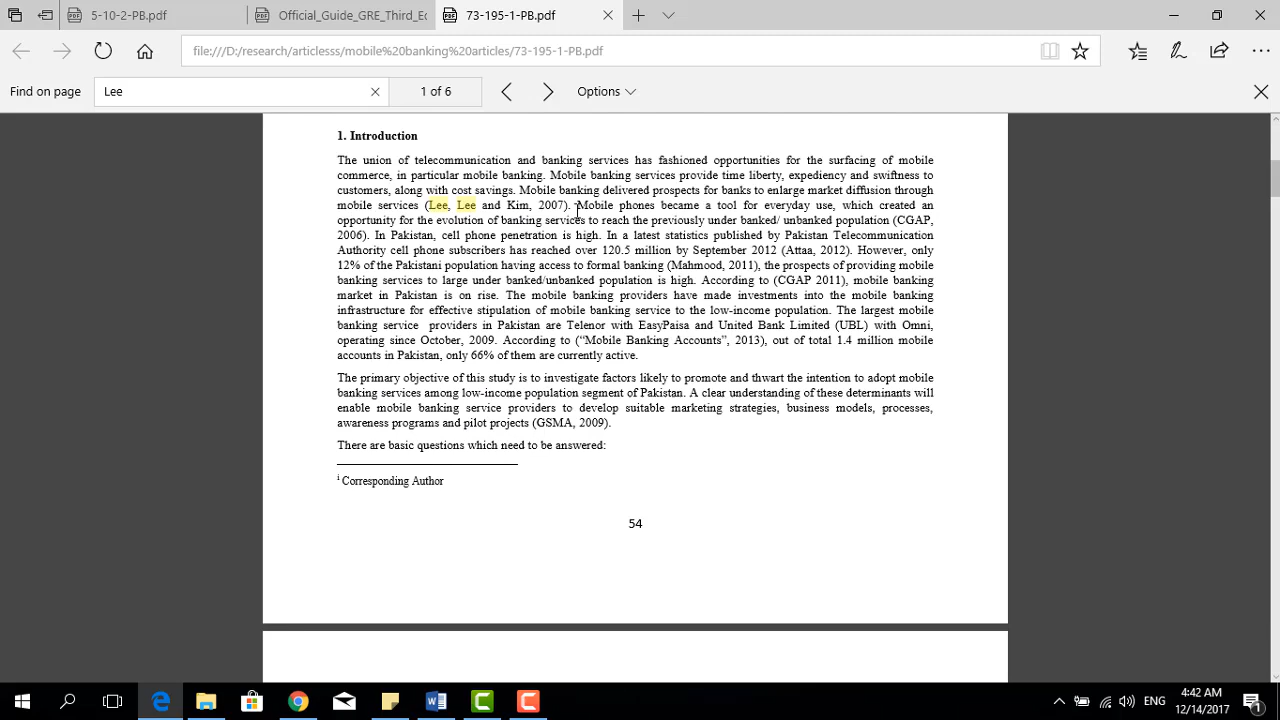 5-10-2-PB.pdf
Official_Guide_GRE_Third_Ec
73-195-1-PB.pdf
file:///D:/research/articlesss/mobile%20banking%20articles/73-195-1-PB.pdf
Find on page
Lee
1 of 6
Options
1. Introduction
The union of telecommunication and banking services has fashioned opportunities for the surfacing of mobile
commerce, in particular mobile banking. Mobile banking services provide time liberty, expediency and swiftness to
customers, along with cost savings. Mobile banking delivered prospects for banks to enlarge market diffusion through
mobile services (Lee, Lee and Kim, 2007). Mobile phones became a tool for everyday use, which created an
opportunity for the evolution of banking services to reach the previously under banked/ unbanked population (CGAP,
2006). In Pakistan, cell phone penetration is high. In a latest statistics published by Pakistan Telecommunication
Authority cell phone subscribers has reached over 120.5 million by September 2012 (Attaa, 2012). However, only
12% of the Pakistani population having access to formal banking (Mahmood, 2011), the prospects of providing mobile
banking services to large under banked/unbanked population is high. According to (CGAP 2011), mobile banking
market in Pakistan is on rise. The mobile banking providers have made investments into the mobile banking
infrastructure for effective stipulation of mobile banking service to the low-income population. The largest mobile
banking service providers in Pakistan are Telenor with EasyPaisa and United Bank Limited (UBL) with Omni,
operating since October, 2009. According to (“Mobile Banking Accounts”, 2013), out of total 1.4 million mobile
accounts in Pakistan, only 66% of them are currently active.
The primary objective of this study is to investigate factors likely to promote and thwart the intention to adopt mobile
banking services among low-income population segment of Pakistan. A clear understanding of these determinants will
enable mobile banking service providers to develop suitable marketing strategies, business models, processes,
awareness programs and pilot projects (GSMA, 2009).
There are basic questions which need to be answered:
i Corresponding Author
54
ENG
4:42 AM
12/14/2017
1